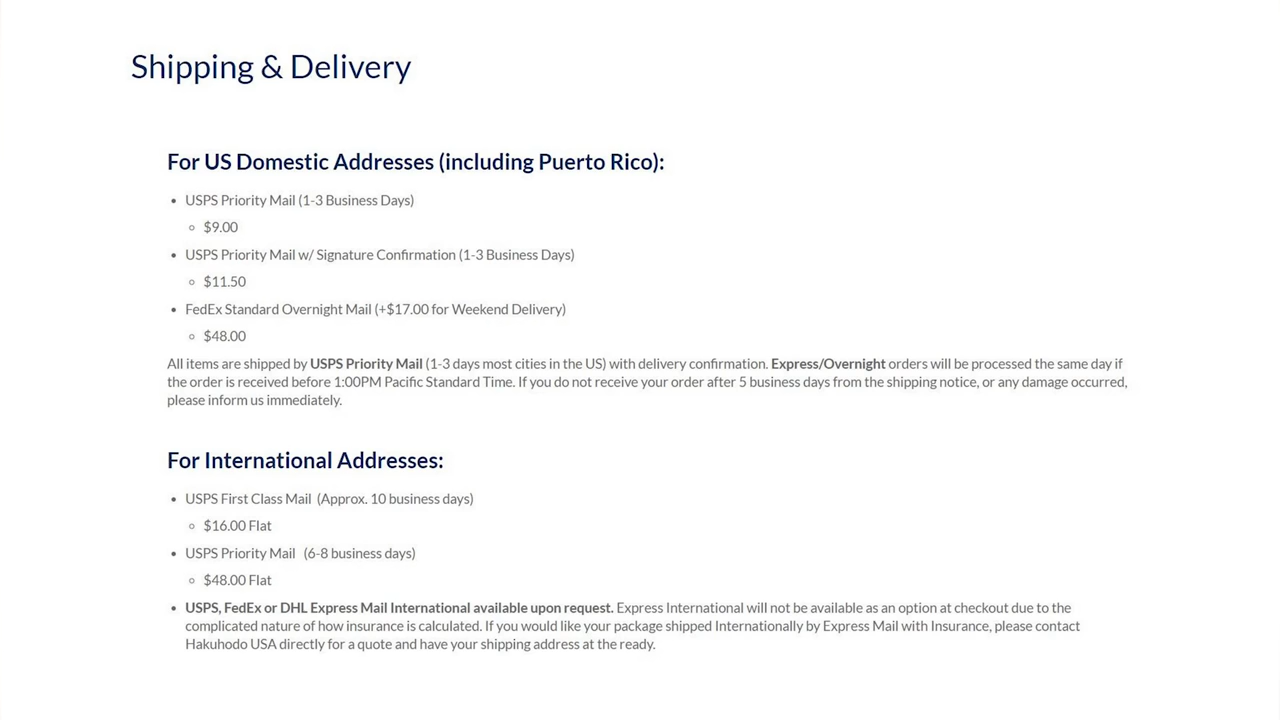 Shipping & Delivery
For US Domestic Addresses (including Puerto Rico):
• USPS Priority Mail (1-3 Business Days)
◦ $9.00
• USPS Priority Mail w/ Signature Confirmation (1-3 Business Days)
◦ $11.50
• FedEx Standard Overnight Mail (+$17.00 for Weekend Delivery)
◦ $48.00
All items are shipped by USPS Priority Mail (1-3 days most cities in the US) with delivery confirmation. Express/Overnight orders will be processed the same day if
the order is received before 1:00PM Pacific Standard Time. If you do not receive your order after 5 business days from the shipping notice, or any damage occurred,
please inform us immediately.
For International Addresses:
• USPS First Class Mail (Approx. 10 business days)
◦ $16.00 Flat
• USPS Priority Mail (6-8 business days)
◦ $48.00 Flat
• USPS, FedEx or DHL Express Mail International available upon request. Express International will not be available as an option at checkout due to the
complicated nature of how insurance is calculated. If you would like your package shipped Internationally by Express Mail with Insurance, please contact
Hakuhodo USA directly for a quote and have your shipping address at the ready.